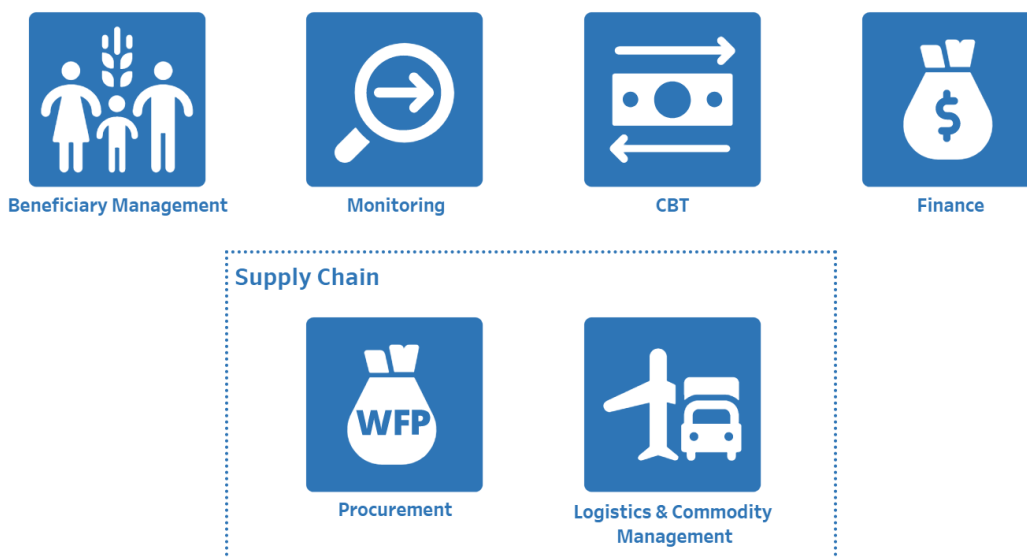 Beneficiary Management
Monitoring
CBT
$
Finance
Supply Chain
WFP
Procurement
Logistics & Commodity
Management